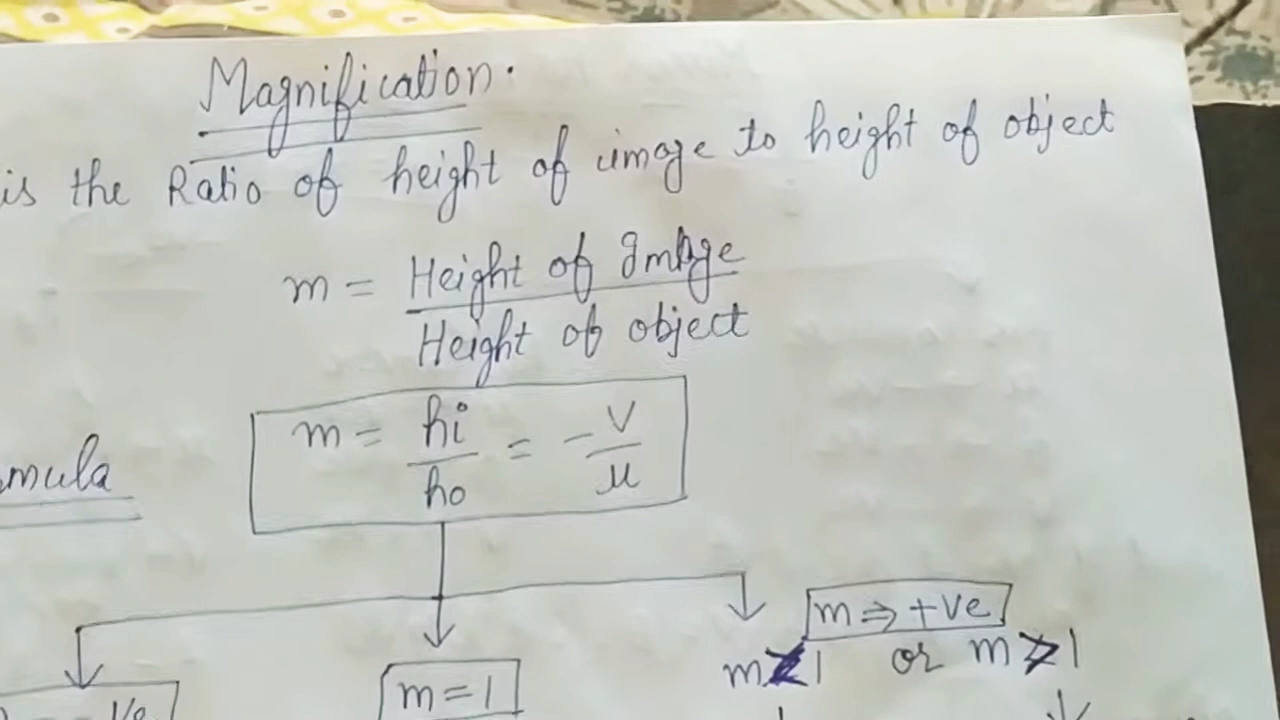 Magnification.
is the Ratio of height of image to height of object
m = Height of Image
Height of object
m = hi/ho = -v/u
mula
m ⇒ +ve
m 1 or m > 1
m = 1
ve